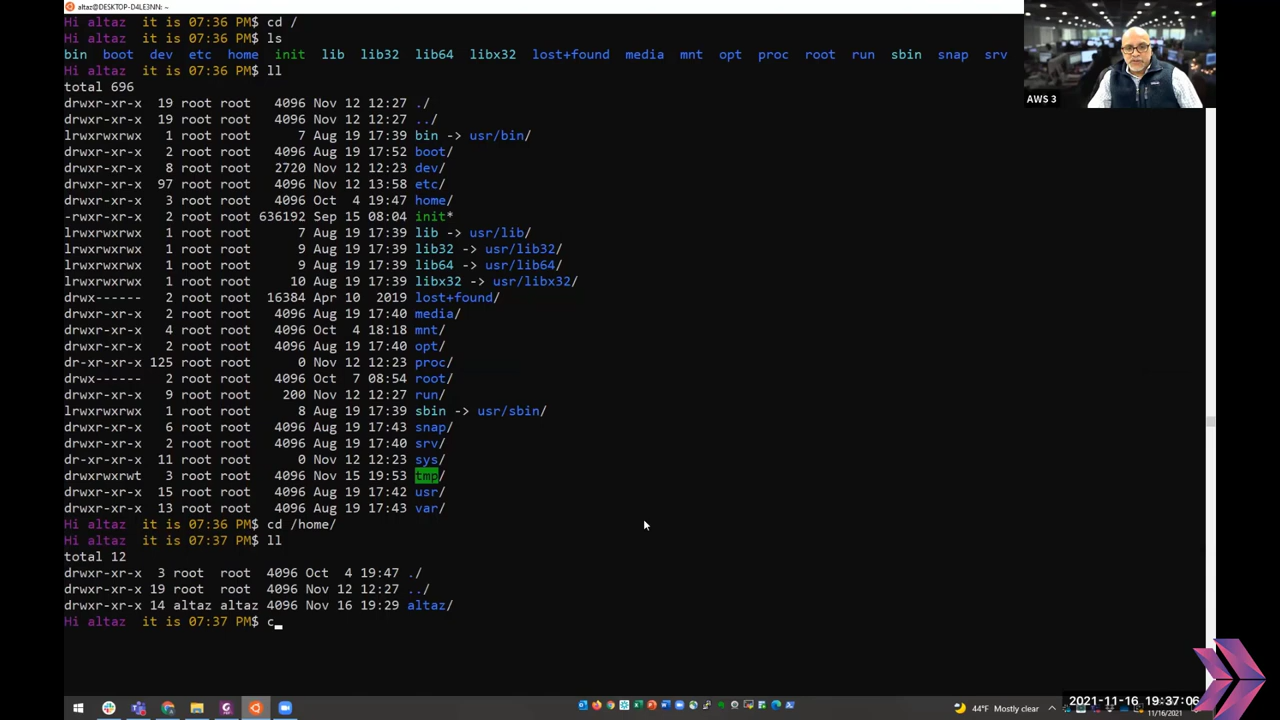 altaz@DESKTOP-D4LE3NN: ~
Hi altaz  it is 07:36 PM$ cd /
Hi altaz  it is 07:36 PM$ ls
bin  boot  dev  etc  home  init  lib  lib32  lib64  libx32  lost+found  media  mnt  opt  proc  root  run  sbin  snap  srv
Hi altaz  it is 07:36 PM$ ll
total 696
drwxr-xr-x  19 root root   4096 Nov 12 12:27 ./
drwxr-xr-x  19 root root   4096 Nov 12 12:27 ../
lrwxrwxrwx   1 root root      7 Aug 19 17:39 bin -> usr/bin/
drwxr-xr-x   2 root root   4096 Aug 19 17:52 boot/
drwxr-xr-x   8 root root   2720 Nov 12 12:23 dev/
drwxr-xr-x  97 root root   4096 Nov 12 13:58 etc/
drwxr-xr-x   3 root root   4096 Oct  4 19:47 home/
-rwxr-xr-x   2 root root 636192 Sep 15 08:04 init*
lrwxrwxrwx   1 root root      7 Aug 19 17:39 lib -> usr/lib/
lrwxrwxrwx   1 root root      9 Aug 19 17:39 lib32 -> usr/lib32/
lrwxrwxrwx   1 root root      9 Aug 19 17:39 lib64 -> usr/lib64/
lrwxrwxrwx   1 root root     10 Aug 19 17:39 libx32 -> usr/libx32/
drwx------   2 root root  16384 Apr 10  2019 lost+found/
drwxr-xr-x   2 root root   4096 Aug 19 17:40 media/
drwxr-xr-x   4 root root   4096 Oct  4 18:18 mnt/
drwxr-xr-x   2 root root   4096 Aug 19 17:40 opt/
dr-xr-xr-x 125 root root      0 Nov 12 12:23 proc/
drwx------   2 root root   4096 Oct  7 08:54 root/
drwxr-xr-x   9 root root    200 Nov 12 12:27 run/
lrwxrwxrwx   1 root root      8 Aug 19 17:39 sbin -> usr/sbin/
drwxr-xr-x   6 root root   4096 Aug 19 17:43 snap/
drwxr-xr-x   2 root root   4096 Aug 19 17:40 srv/
dr-xr-xr-x  11 root root      0 Nov 12 12:23 sys/
drwxrwxrwt   3 root root   4096 Nov 15 19:53 tmp/
drwxr-xr-x  15 root root   4096 Aug 19 17:42 usr/
drwxr-xr-x  13 root root   4096 Aug 19 17:43 var/
Hi altaz  it is 07:36 PM$ cd /home/
Hi altaz  it is 07:37 PM$ ll
total 12
drwxr-xr-x  3 root  root  4096 Oct  4 19:47 ./
drwxr-xr-x 19 root  root  4096 Nov 12 12:27 ../
drwxr-xr-x 14 altaz altaz 4096 Nov 16 19:29 altaz/
Hi altaz  it is 07:37 PM$ c_
AWS 3
44°F Mostly clear
2021-11-16 19:37:06
11/16/2021